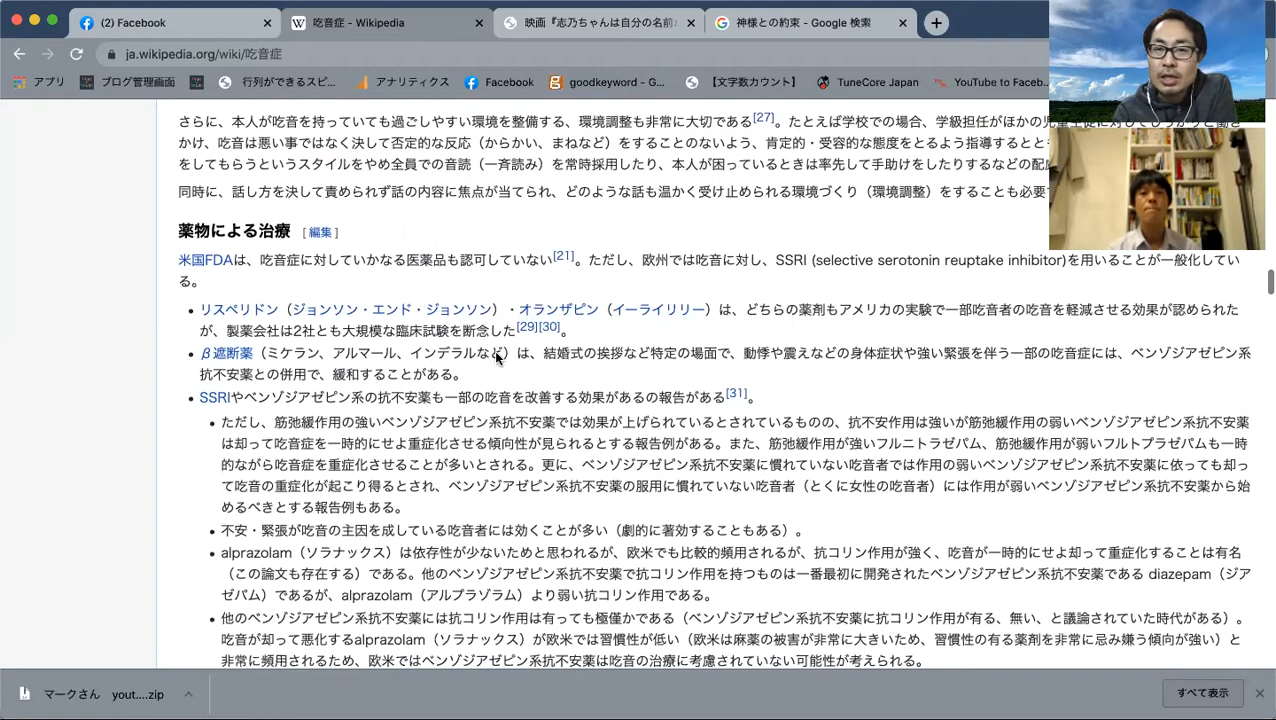 (2) Facebook
吃音症 - Wikipedia
映画『志乃ちゃんは自分の名前
神様との約束 - Google 検索
ja.wikipedia.org/wiki/吃音症
アプリ
ブログ管理画面
行列ができるスピ...
アナリティクス
Facebook
goodkeyword - G...
【文字数カウント】
TuneCore Japan
YouTube to Faceb...
さらに、本人が吃音を持っていても過ごしやすい環境を整備する、環境調整も非常に大切である[27]。たとえば学校での場合、学級担任がほかの
かけ、吃音は悪い事ではなく決して否定的な反応（からかい、まねなど）をすることのないよう、肯定的・受容的な態度をとるよう指導するととも
をしてもらうというスタイルをやめ全員での音読（一斉読み）を常時採用したり、本人が困っているときは率先して手助けをしたりするなどの配
同時に、話し方を決して責められず話の内容に焦点が当てられ、どのような話も温かく受け止められる環境づくり（環境調整）をすることも必要
薬物による治療 [ 編集 ]
米国FDAは、吃音症に対していかなる医薬品も認可していない[21]。ただし、欧州では吃音に対し、SSRI (selective serotonin reuptake inhibitor)を用いることが一般化してい
る。
• リスペリドン（ジョンソン・エンド・ジョンソン）・オランザピン（イーライリリー）は、どちらの薬剤もアメリカの実験で一部吃音者の吃音を軽減させる効果が認められた
が、製薬会社は2社とも大規模な臨床試験を断念した[29][30]。
• β遮断薬（ミケラン、アルマール、インデラルなど）は、結婚式の挨拶など特定の場面で、動悸や震えなどの身体症状や強い緊張を伴う一部の吃音症には、ベンゾジアゼピン系
抗不安薬との併用で、緩和することがある。
• SSRIやベンゾジアゼピン系の抗不安薬も一部の吃音を改善する効果があるの報告がある[31]。
• ただし、筋弛緩作用の強いベンゾジアゼピン系抗不安薬では効果が上げられているとされているものの、抗不安作用は強いが筋弛緩作用の弱いベンゾジアゼピン系抗不安薬で
は却って吃音症を一時的にせよ重症化させる傾向性が見られるとする報告例がある。また、筋弛緩作用が強いフルニトラゼパム、筋弛緩作用が弱いフルトプラゼパムも一時
的ながら吃音症を重症化させることが多いとされる。更に、ベンゾジアゼピン系抗不安薬に慣れていない吃音者では作用の弱いベンゾジアゼピン系抗不安薬に依っても却っ
て吃音の重症化が起こり得るとされ、ベンゾジアゼピン系抗不安薬の服用に慣れていない吃音者（とくに女性の吃音者）には作用が弱いベンゾジアゼピン系抗不安薬から始
めるべきとする報告例もある。
• 不安・緊張が吃音の主因を成している吃音者には効くことが多い（劇的に著効することもある）。
• alprazolam（ソラナックス）は依存性が少ないためと思われるが、欧米でも比較的頻用されるが、抗コリン作用が強く、吃音が一時的にせよ却って重症化することは有名
（この論文も存在する）である。他のベンゾジアゼピン系抗不安薬で抗コリン作用を持つものは一番最初に開発されたベンゾジアゼピン系抗不安薬である diazepam（ジア
ゼパム）であるが、alprazolam（アルプラゾラム）より弱い抗コリン作用である。
• 他のベンゾジアゼピン系抗不安薬には抗コリン作用は有っても極僅かである（ベンゾジアゼピン系抗不安薬に抗コリン作用が有る、無い、と議論されていた時代がある）。
吃音が却って悪化するalprazolam（ソラナックス）が欧米では習慣性が低い（欧米は麻薬の被害が非常に大きいため、習慣性の有る薬剤を非常に忌み嫌う傾向が強い）と
非常に頻用されるため、欧米ではベンゾジアゼピン系抗不安薬は吃音の治療に考慮されていない可能性が考えられる。
マークさん yout....zip
すべて表示